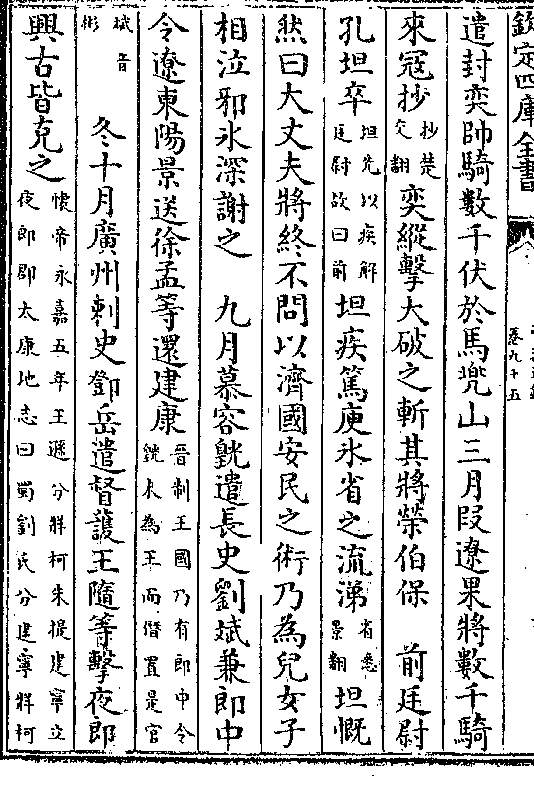 欽定四庫全書
卷九十五
遣封奕帥騎數千伏於馬兜山三月段遼果將數千騎
來冦抄抄楚交翻奕縱擊大破之斬其將榮伯保　前廷尉
孔坦卒坦先以疾解廷尉故曰前坦疾篤庾氷省之流涕省悉景翻坦慨
然曰大丈夫將終不問以濟國安民之術乃為兒女子
相泣邪氷深謝之　九月慕容皝遣長史劉斌兼郎中
令遼東陽景送徐孟等還建康晉制王國乃有郎中令皝未為王而僭置是官
斌音彬　冬十月廣州刺史鄧岳遣督護王隨等擊夜郎
興古皆克之懷帝永嘉五年王遜分牂柯朱提建寧立夜郎郡太康地志曰蜀劉氏分建寧牂柯